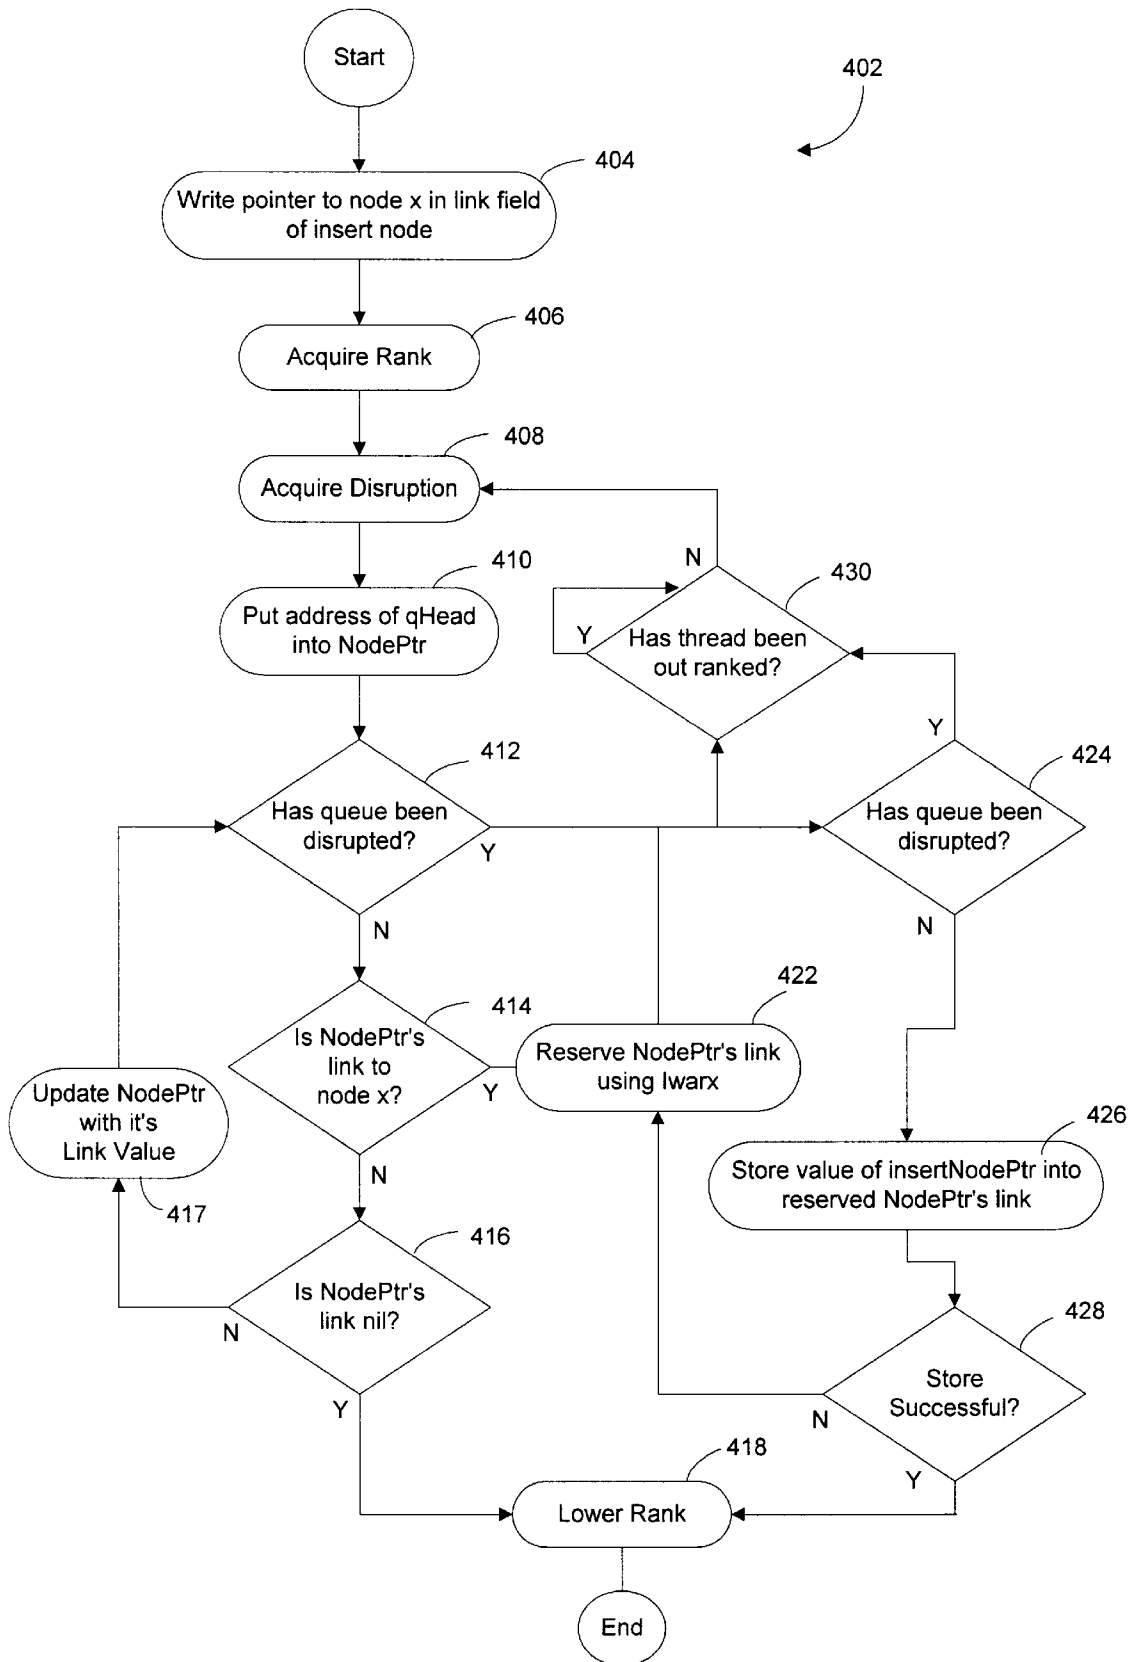 Start
402
404
Write pointer to node x in link field
of insert node
406
Acquire Rank
408
Acquire Disruption
410
Put address of qHead
into NodePtr
N
430
Y
Has thread been
out ranked?
412
Has queue been
disrupted?
Y
N
Y
424
Has queue been
disrupted?
N
414
Is NodePtr's
link to
node x?
Y
N
422
Reserve NodePtr's link
using lwarx
Update NodePtr
with it's
Link Value
417
426
Store value of insertNodePtr into
reserved NodePtr's link
416
Is NodePtr's
link nil?
N
Y
428
Store
Successful?
N
Y
418
Lower Rank
End